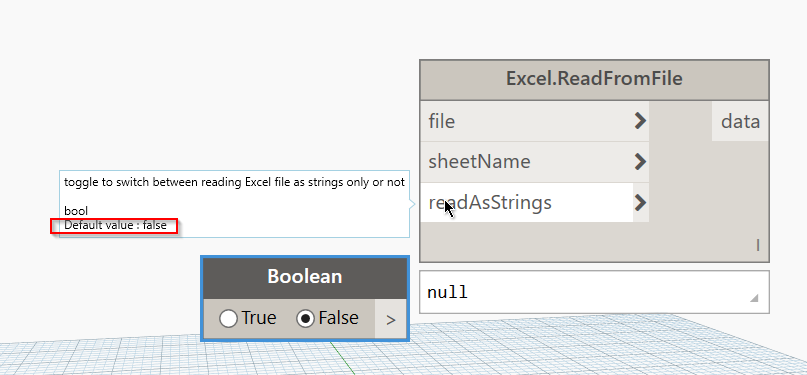 Excel.ReadFromFile
file
data
sheetName
readAsStrings
l
toggle to switch between reading Excel file as strings only or not
bool
Default value : false
Boolean
True False >
null